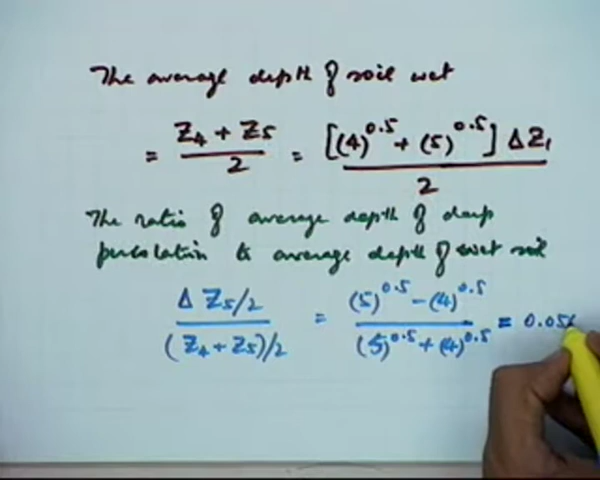 The average depth of soil wet
= Z4 + Z5 / 2 = [(4)^0.5 + (5)^0.5] ΔZ1 / 2
The ratio of average depth of deep
percolation to average depth of wet soil
Δ Z5/2 / (Z4 + Z5)/2 = (5)^0.5 - (4)^0.5 / (5)^0.5 + (4)^0.5 = 0.056